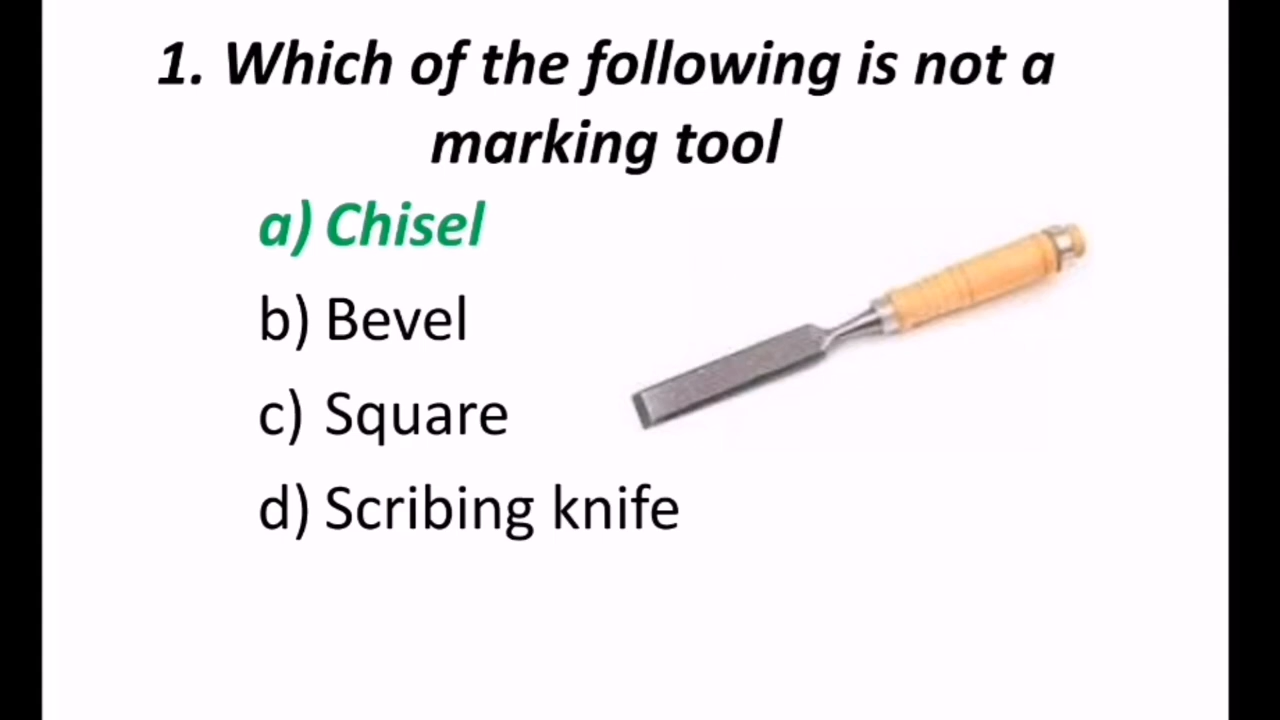 1. Which of the following is not a
marking tool
a) Chisel
b) Bevel
c) Square
d) Scribing knife